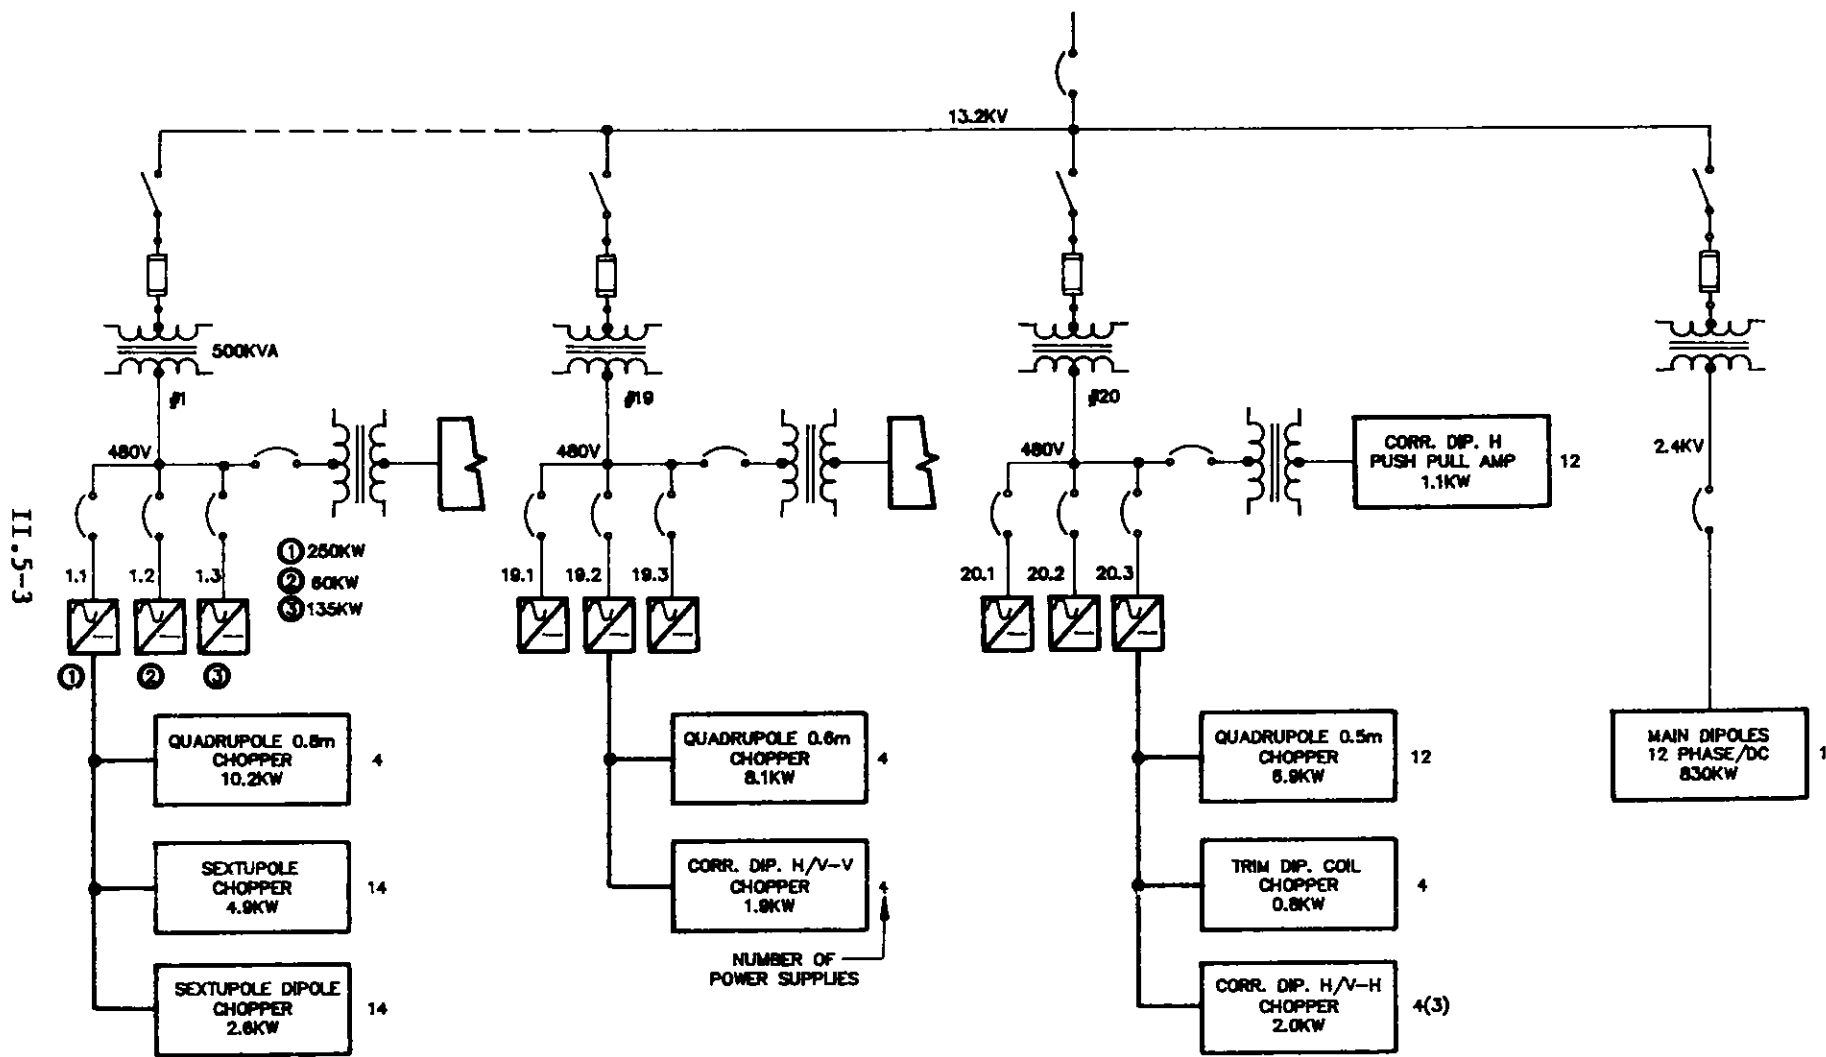 13.2KV
500KVA
#1
#19
#20
480V
480V
480V
2.4KV
CORR. DIP. H
PUSH PULL AMP
1.1KW
12
1.1
1.2
1.3
① 250KW
② 60KW
③ 135KW
19.1
19.2
19.3
20.1
20.2
20.3
①
②
③
QUADRUPOLE 0.8m
CHOPPER
10.2KW
4
QUADRUPOLE 0.6m
CHOPPER
8.1KW
4
QUADRUPOLE 0.5m
CHOPPER
6.9KW
12
MAIN DIPOLES
12 PHASE/DC
830KW
1
SEXTUPOLE
CHOPPER
4.9KW
14
CORR. DIP. H/V-V
CHOPPER
1.9KW
4
TRIM DIP. COIL
CHOPPER
0.8KW
4
NUMBER OF
POWER SUPPLIES
SEXTUPOLE DIPOLE
CHOPPER
2.6KW
14
CORR. DIP. H/V-H
CHOPPER
2.0KW
4(3)
II.5-3